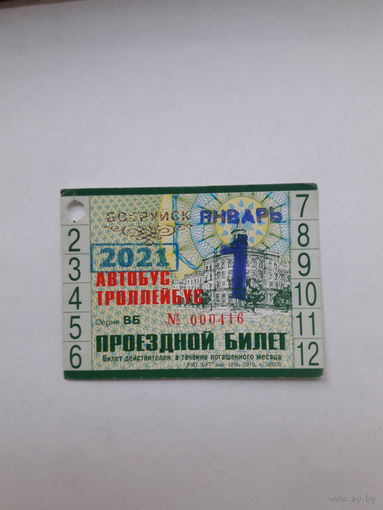 БОБРУЙСК ЯНВАРЬ
2021 1
АВТОБУС
ТРОЛЛЕЙБУС
Серия ВБ № 000416
ПРОЕЗДНОЙ БИЛЕТ
Билет действителен в течение погашенного месяца
2
3
4
5
6
7
8
9
10
11
12
ay.by